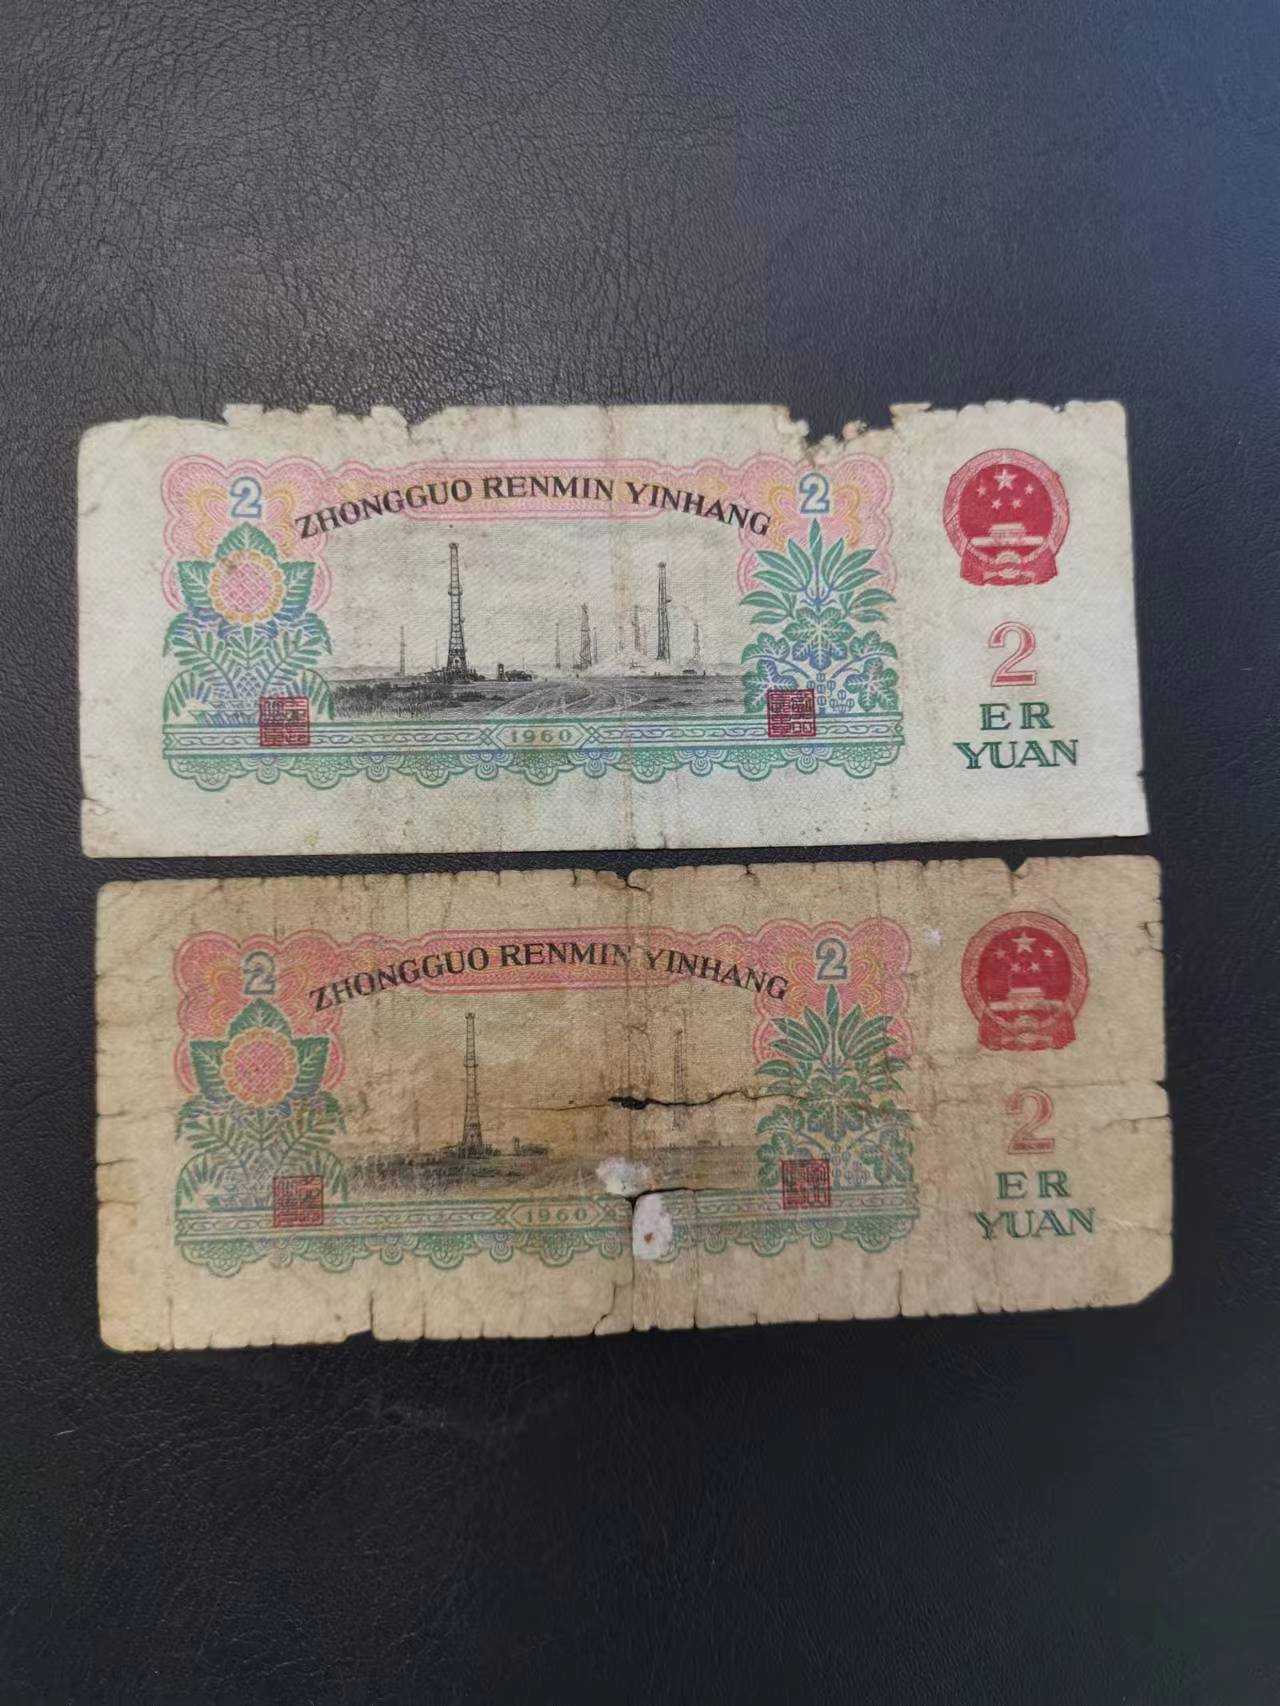 2 ZHONGGUO RENMIN YINHANG 2
2
1960
ER
YUAN
2 ZHONGGUO RENMIN YINHANG 2
2
ER
1960
YUAN